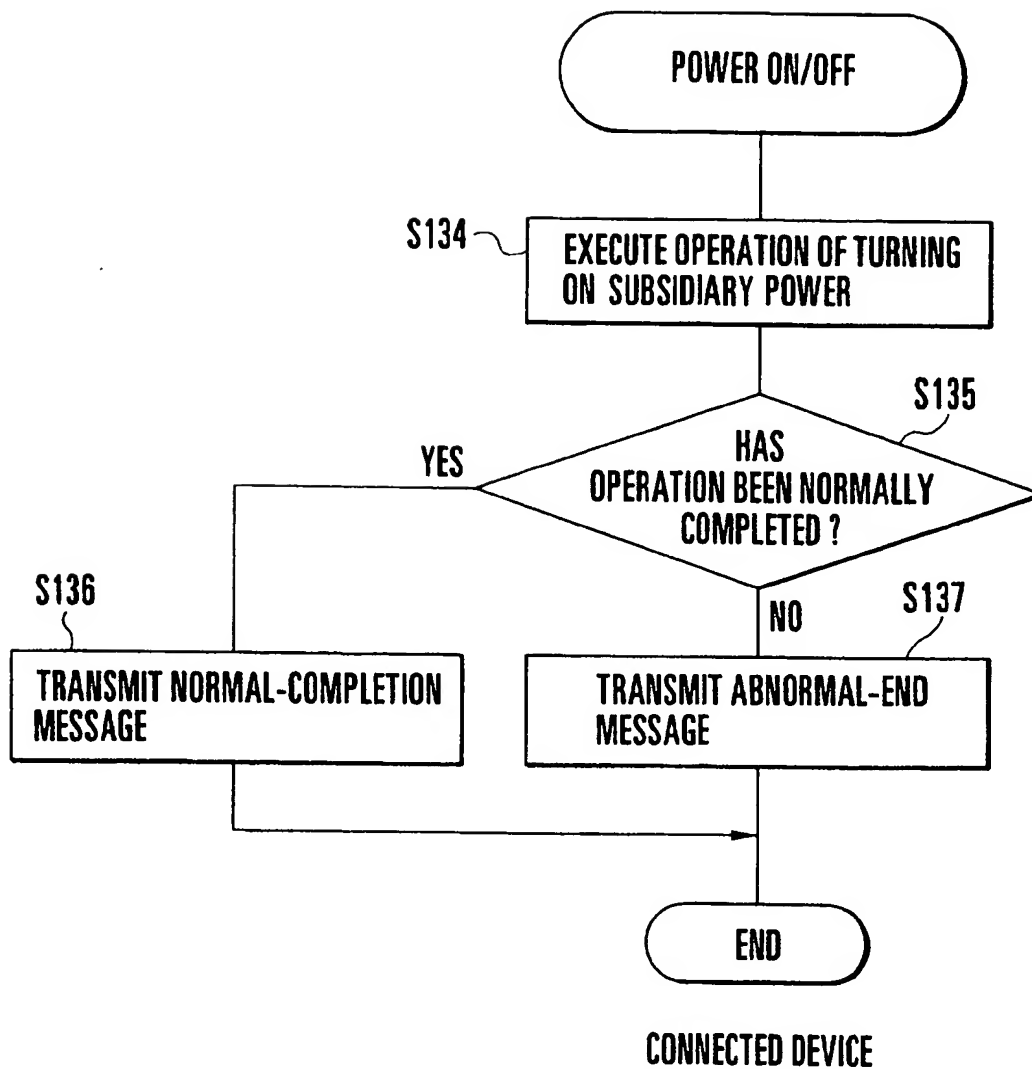 POWER ON/OFF
S134
EXECUTE OPERATION OF TURNING
ON SUBSIDIARY POWER
S135
HAS
OPERATION BEEN NORMALLY
COMPLETED ?
YES
NO
S136
TRANSMIT NORMAL-COMPLETION
MESSAGE
S137
TRANSMIT ABNORMAL-END
MESSAGE
END
CONNECTED DEVICE